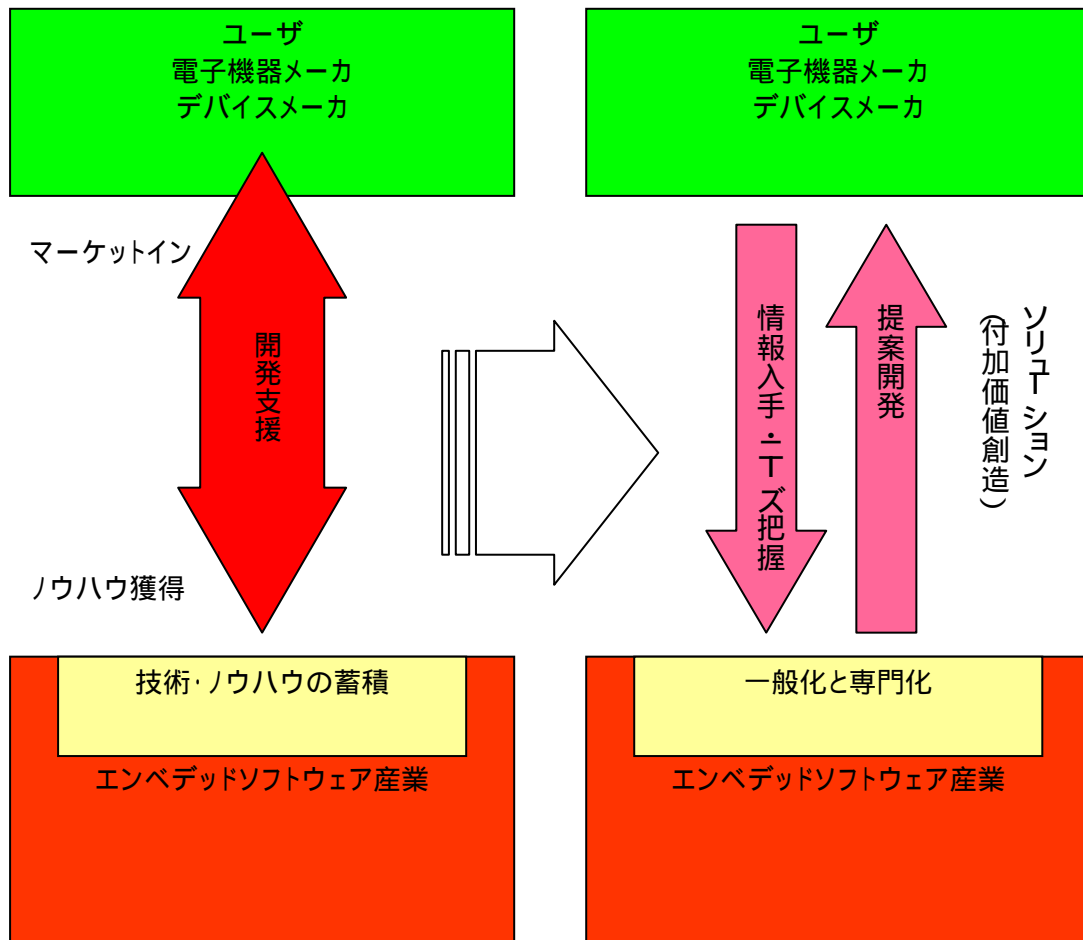 ユーザ
電子機器メーカ
デバイスメーカ
マーケットイン
開発支援
ノウハウ獲得
技術・ノウハウの蓄積
エンベデッドソフトウェア産業
ユーザ
電子機器メーカ
デバイスメーカ
情報入手・ニーズ把握
提案開発
ソリューション
(付加価値創造)
一般化と専門化
エンベデッドソフトウェア産業